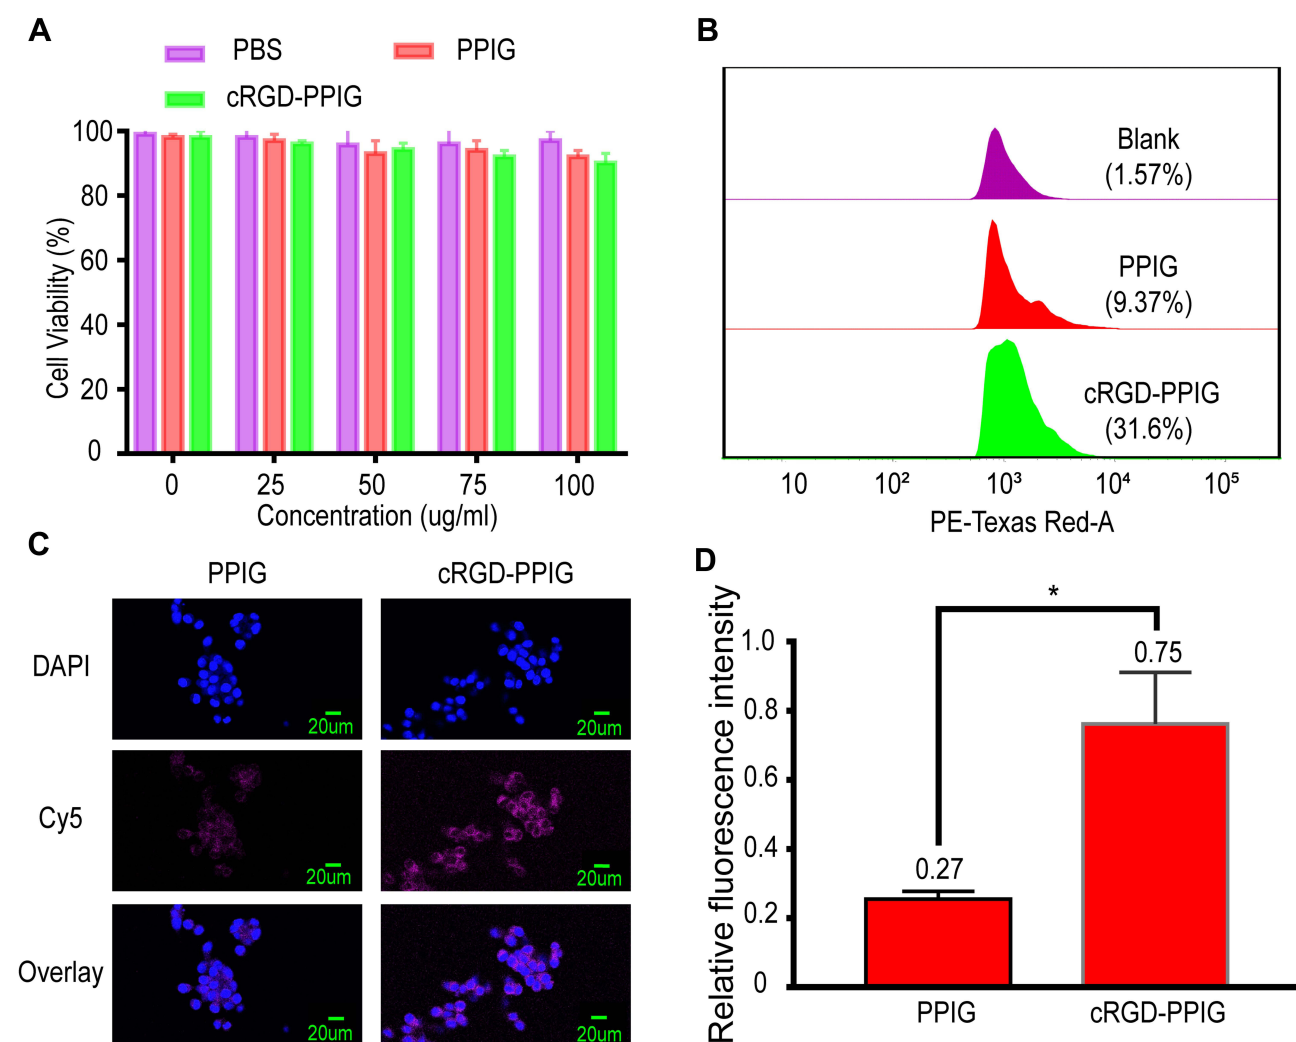 A
PBS
PPIG
cRGD-PPIG
100
80
60
40
20
0
Cell Viability (%)
0 25 50 75 100
Concentration (ug/ml)
B
Blank
(1.57%)
PPIG
(9.37%)
cRGD-PPIG
(31.6%)
10 10² 10³ 10⁴ 10⁵
PE-Texas Red-A
C
PPIG cRGD-PPIG
DAPI
20um 20um
Cy5
20um 20um
Overlay
20um 20um
D
Relative fluorescence intensity
1.0
0.8
0.6
0.4
0.2
0
*
0.27
0.75
PPIG cRGD-PPIG